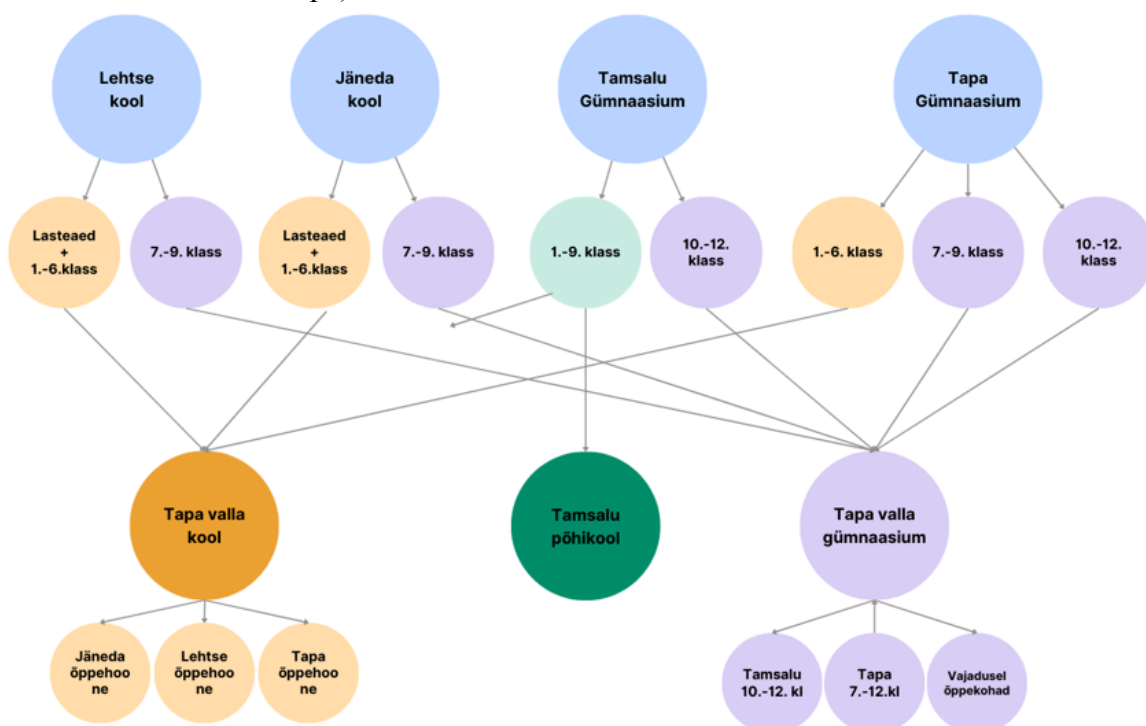 Lehtse
kool
Jäneda
kool
Tamsalu
Gümnaasium
Tapa
Gümnaasium
Lasteaed
+
1.-6.klass
7.-9. klass
Lasteaed
+
1.-6.klass
7.-9. klass
1.-9. klass
10.-12.
klass
1.-6. klass
7.-9. klass
10.-12.
klass
Tapa valla
kool
Tamsalu
põhikool
Tapa valla
gümnaasium
Jäneda
õppehoo
ne
Lehtse
õppehoo
ne
Tapa
õppehoo
ne
Tamsalu
10.-12. kl
Tapa
7.-12.kl
Vajadusel
õppekohad